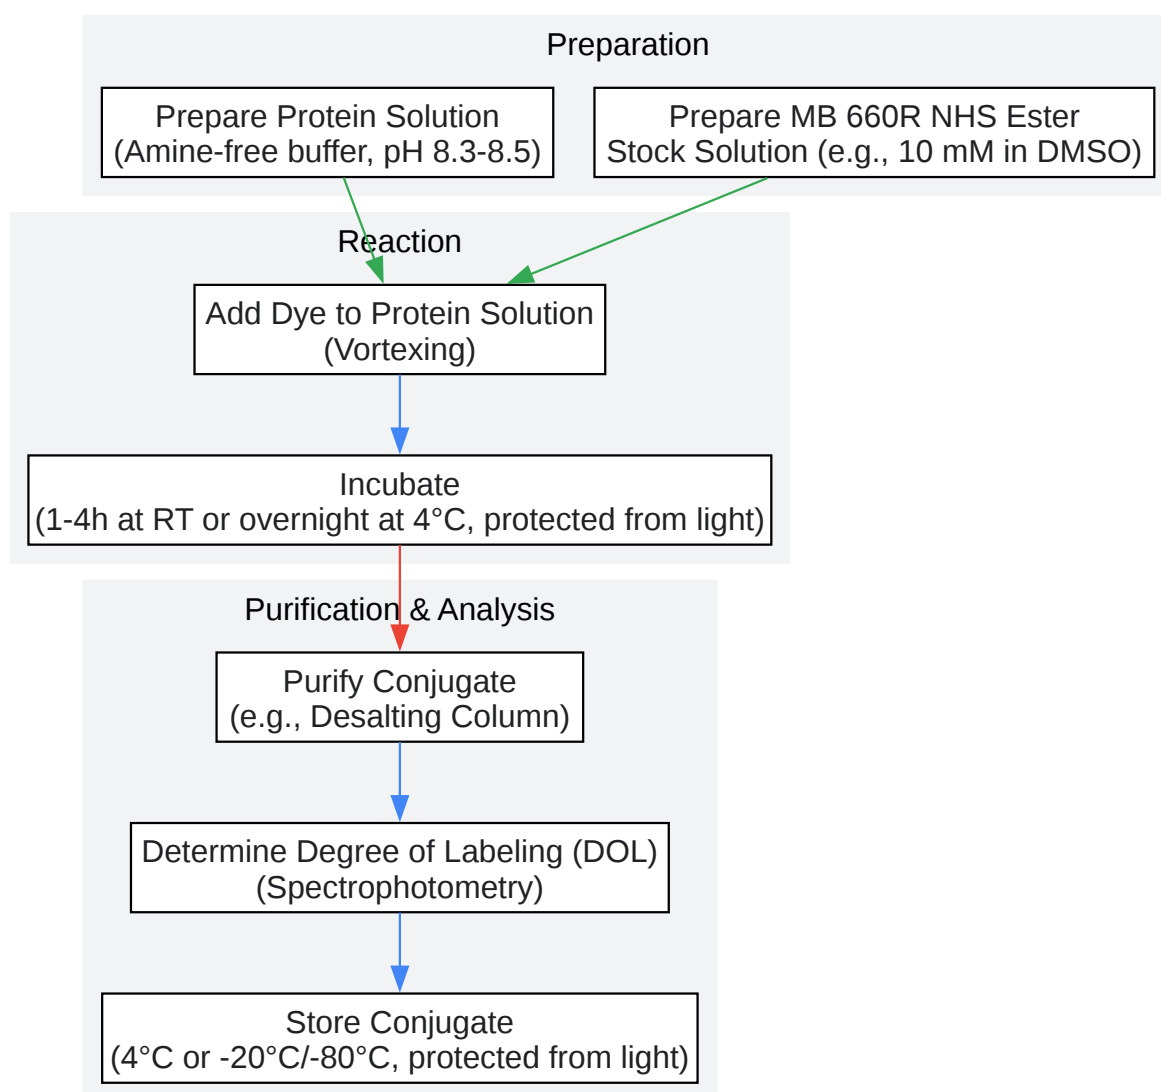 Preparation
Prepare Protein Solution
(Amine-free buffer, pH 8.3-8.5)
Prepare MB 660R NHS Ester
Stock Solution (e.g., 10 mM in DMSO)
Reaction
Add Dye to Protein Solution
(Vortexing)
Incubate
(1-4h at RT or overnight at 4°C, protected from light)
Purification & Analysis
Purify Conjugate
(e.g., Desalting Column)
Determine Degree of Labeling (DOL)
(Spectrophotometry)
Store Conjugate
(4°C or -20°C/-80°C, protected from light)